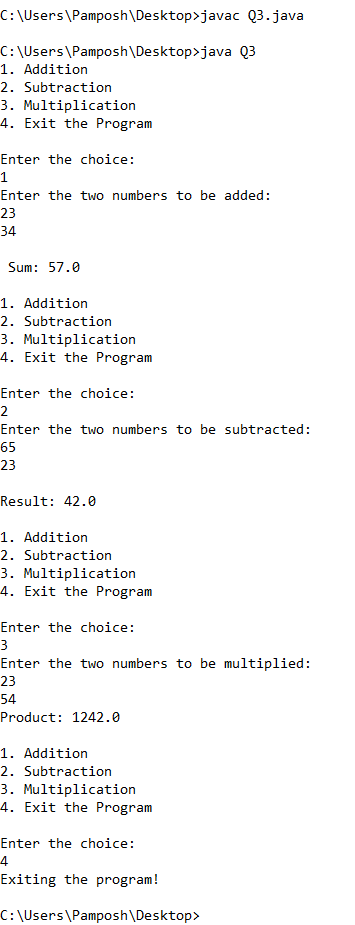 C:\Users\Pamposh\Desktop>javac Q3.java
C:\Users\Pamposh\Desktop>java Q3
1. Addition
2. Subtraction
3. Multiplication
4. Exit the Program
Enter the choice:
1
Enter the two numbers to be added:
23
34
Sum: 57.0
1. Addition
2. Subtraction
3. Multiplication
4. Exit the Program
Enter the choice:
2
Enter the two numbers to be subtracted:
65
23
Result: 42.0
1. Addition
2. Subtraction
3. Multiplication
4. Exit the Program
Enter the choice:
3
Enter the two numbers to be multiplied:
23
54
Product: 1242.0
1. Addition
2. Subtraction
3. Multiplication
4. Exit the Program
Enter the choice:
4
Exiting the program!
C:\Users\Pamposh\Desktop>